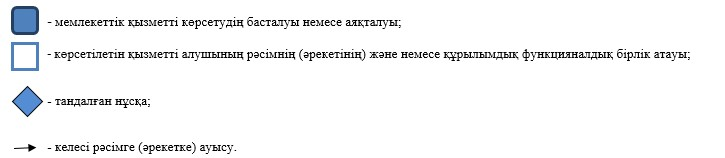 - мемлекеттік қызметті көрсетудің басталуы немесе аяқталуы;
- көрсетілетін қызметті алушының рәсімнің (әрекетінің) және немесе құрылымдық функцияналдық бірлік атауы;
- тандалған нұсқа;
- келесі рәсімге (әрекетке) ауысу.